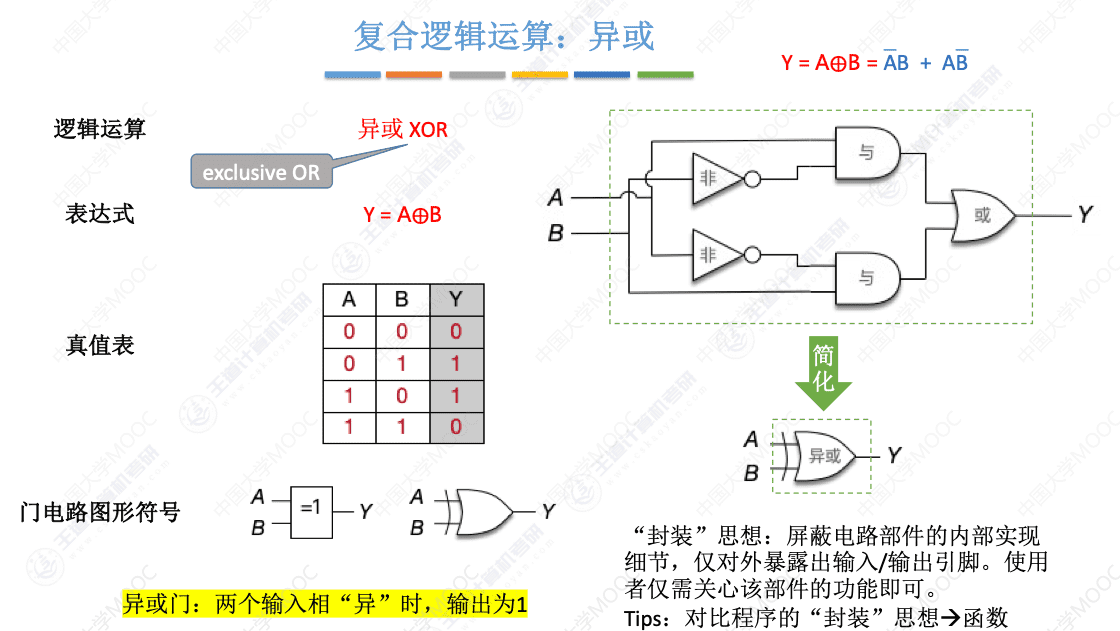 复合逻辑运算：异或
Y = A⊕B = A̅B + AB̅
逻辑运算
异或 XOR
exclusive OR
表达式
Y = A⊕B
真值表
A B Y
0 0 0
0 1 1
1 0 1
1 1 0
门电路图形符号
A
B
=1
Y
A
B
Y
异或门：两个输入相“异”时，输出为1
A
B
非
非
与
与
或
Y
简
化
A
B
异或
Y
“封装”思想：屏蔽电路部件的内部实现
细节，仅对外暴露出输入/输出引脚。使用
者仅需关心该部件的功能即可。
Tips：对比程序的“封装”思想→函数
中国大学MOOC
王道计算机考研